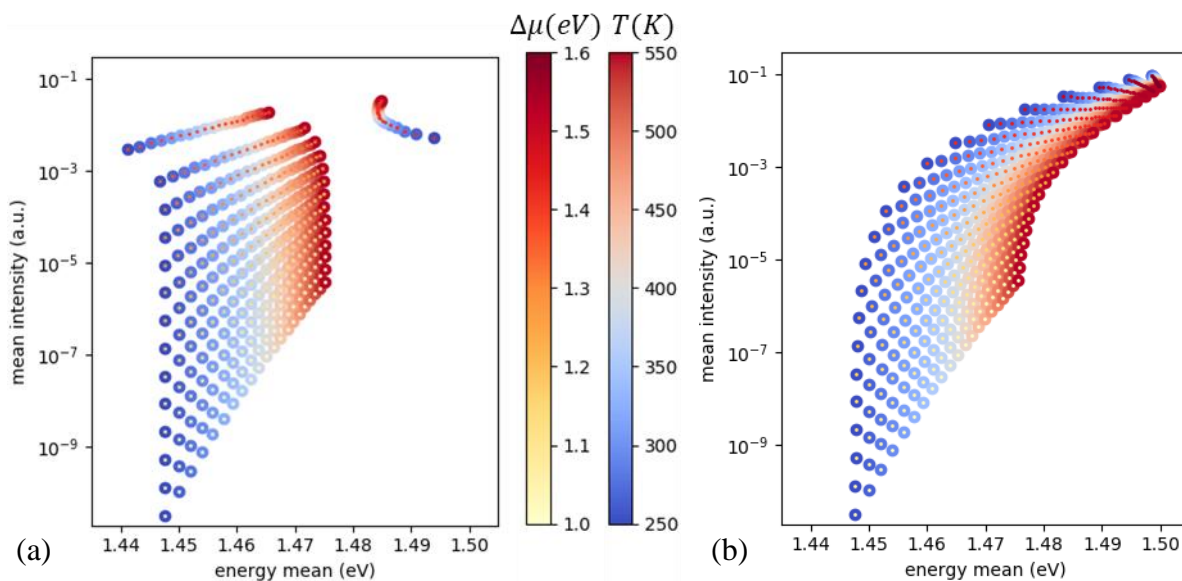 Δμ(eV) T(K)
10⁻¹
10⁻³
10⁻⁵
10⁻⁷
10⁻⁹
mean intensity (a.u.)
1.44 1.45 1.46 1.47 1.48 1.49 1.50
energy mean (eV)
(a)
1.6
1.5
1.4
1.3
1.2
1.1
1.0
550
500
450
400
350
300
250
10⁻¹
10⁻³
10⁻⁵
10⁻⁷
10⁻⁹
mean intensity (a.u.)
1.44 1.45 1.46 1.47 1.48 1.49 1.50
energy mean (eV)
(b)